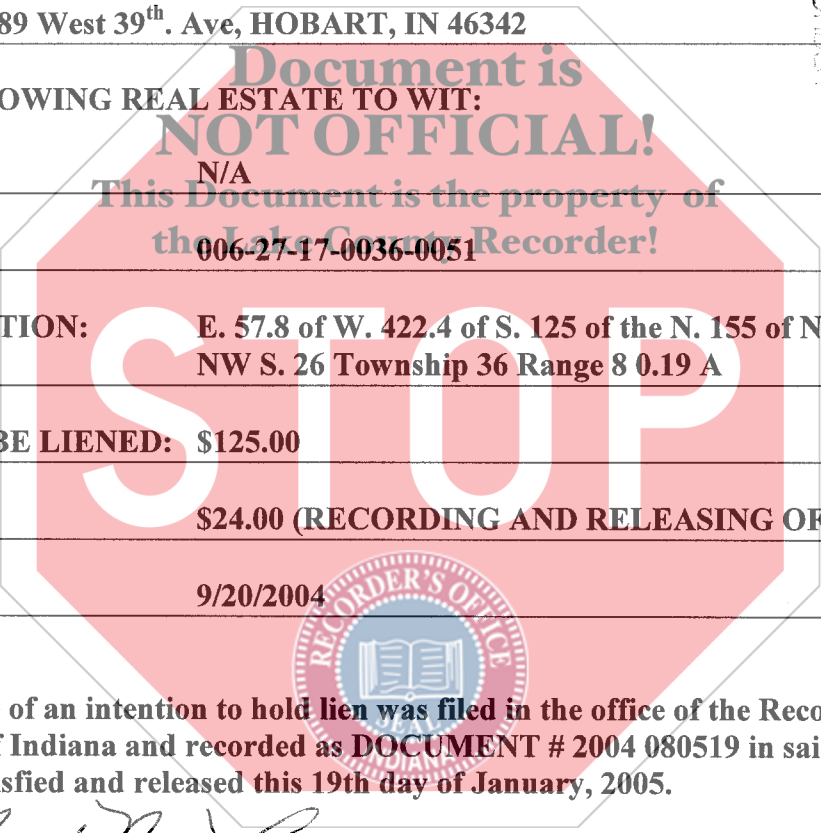 89 West 39th. Ave, HOBART, IN 46342
Document is
OWING REAL ESTATE TO WIT:
NOT OFFICIAL!
N/A
This Document is the property of
the Lake County Recorder!
006-27-17-0036-0051
TION: E. 57.8 of W. 422.4 of S. 125 of the N. 155 of N
NW S. 26 Township 36 Range 8 0.19 A
STOP
BE LIENED: $125.00
$24.00 (RECORDING AND RELEASING OF
9/20/2004
RECORDER'S OFFICE
of an intention to hold lien was filed in the office of the Reco
SEAL
f Indiana and recorded as DOCUMENT # 2004 080519 in sai
INDIANA
sfied and released this 19th day of January, 2005.